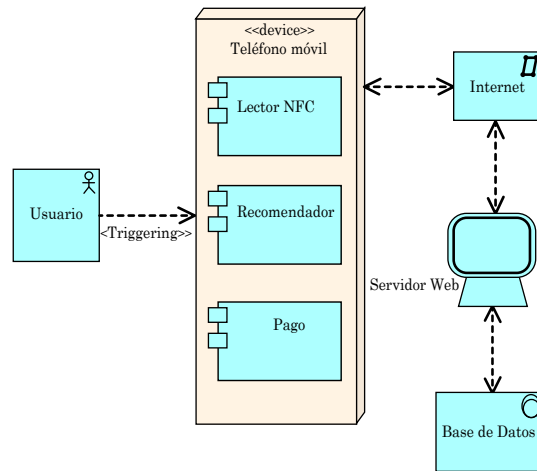 <<device>>
Teléfono móvil
Lector NFC
Internet
Usuario
<Triggering>>
Recomendador
Servidor Web
Pago
Base de Datos